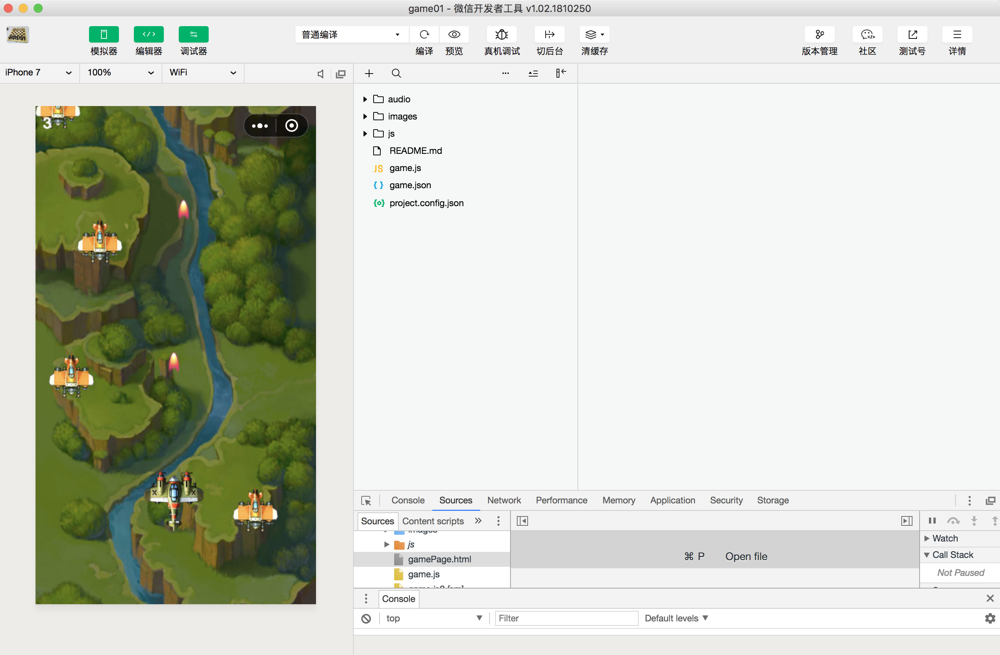 game01 - 微信开发者工具 v1.02.1810250
模拟器 编辑器 调试器
普通编译
编译 预览 真机调试 切后台 清缓存
版本管理 社区 测试号 详情
iPhone 7 100% WiFi
3
audio
images
js
README.md
JS game.js
game.json
project.config.json
Console Sources Network Performance Memory Application Security Storage
Sources Content scripts
images
js
gamePage.html
game.js
⌘ P Open file
Watch
Call Stack
Not Paused
Console
top Filter Default levels